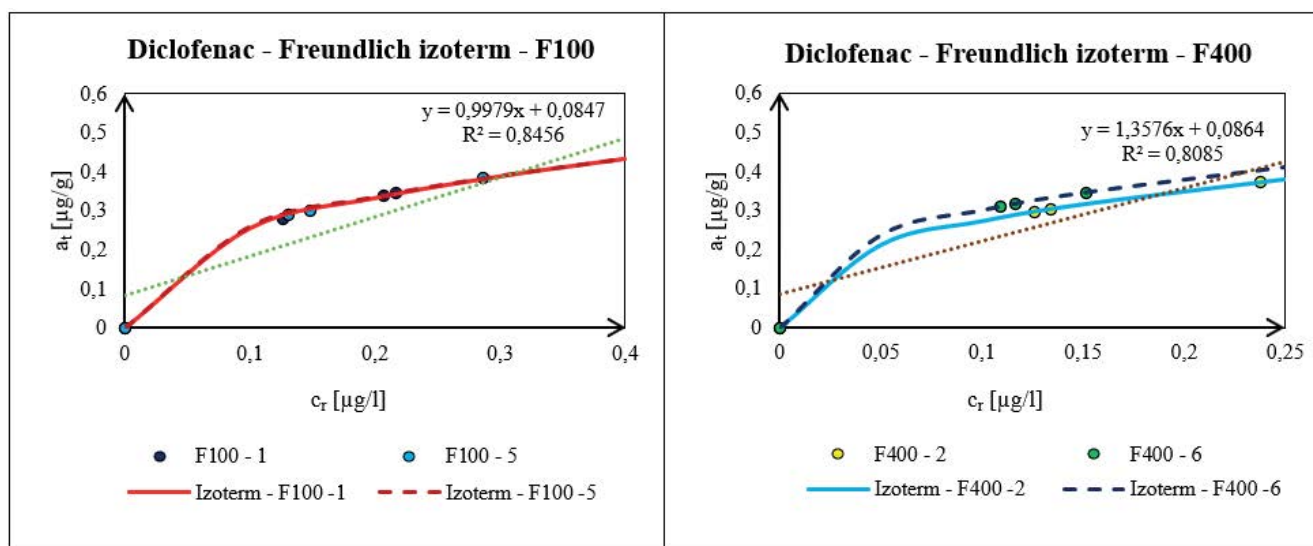 Diclofenac - Freundlich izoterm - F100
0,6
0,5
0,4
0,3
0,2
0,1
0
aₜ [µg/g]
y = 0,9979x + 0,0847
R² = 0,8456
0 0,1 0,2 0,3 0,4
cᵣ [µg/l]
F100 - 1 F100 - 5
Izoterm - F100 -1 Izoterm - F100 -5
Diclofenac - Freundlich izoterm - F400
0,6
0,5
0,4
0,3
0,2
0,1
0
aₜ [µg/g]
y = 1,3576x + 0,0864
R² = 0,8085
0 0,05 0,1 0,15 0,2 0,25
cᵣ [µg/l]
F400 - 2 F400 - 6
Izoterm - F400 -2 Izoterm - F400 -6